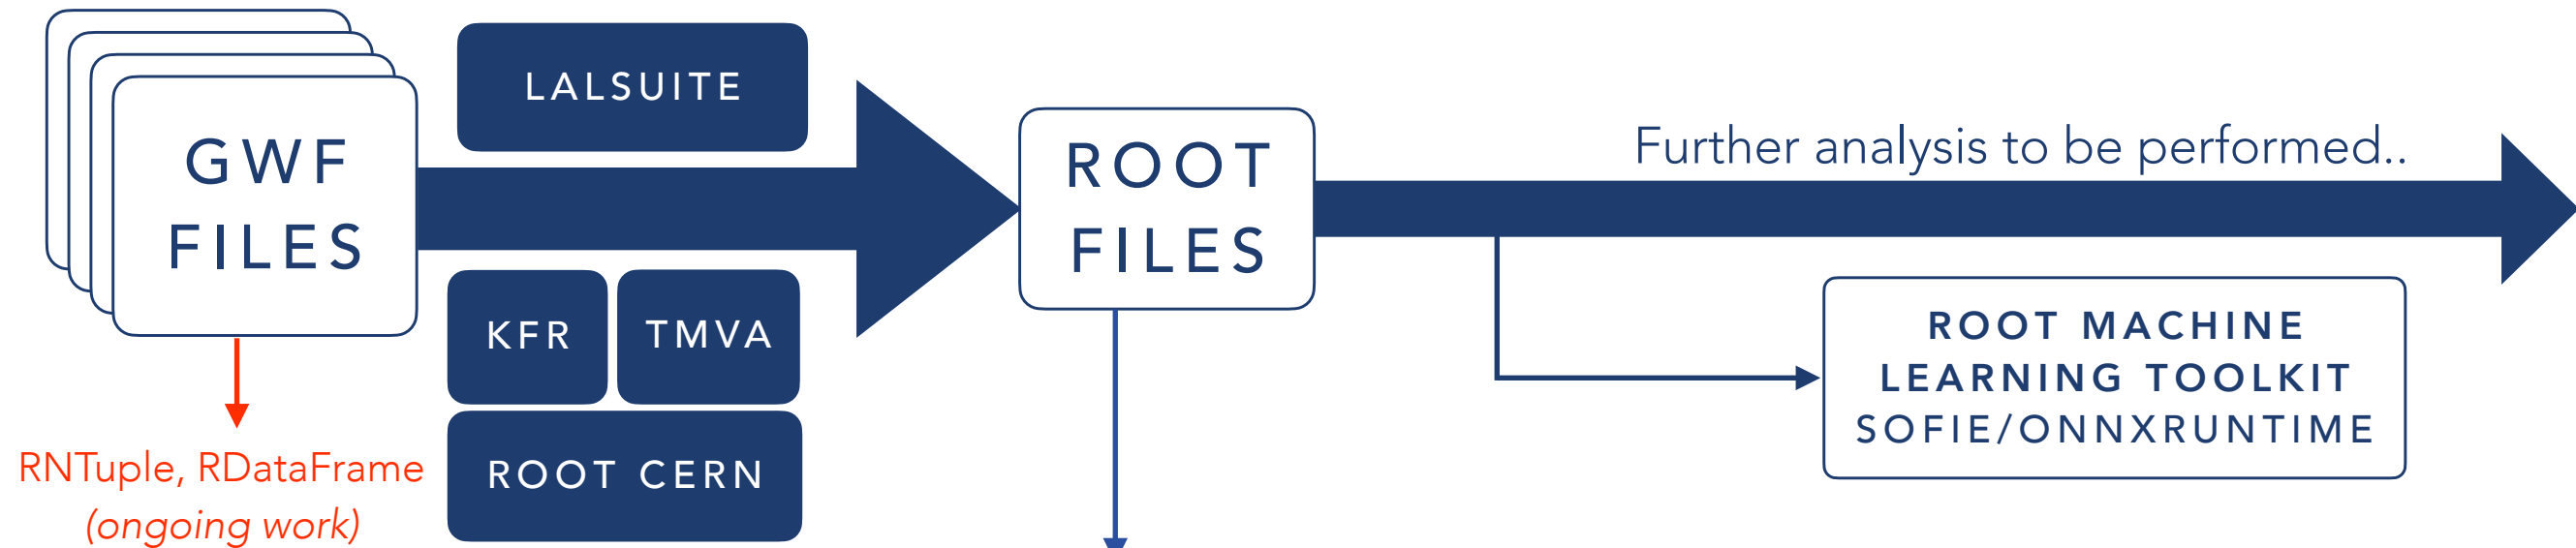 GWF
FILES
LALSUITE
KFR
TMVA
ROOT CERN
RNTuple, RDataFrame
(ongoing work)
ROOT
FILES
Further analysis to be performed..
ROOT MACHINE
LEARNING TOOLKIT
SOFIE/ONNXRUNTIME